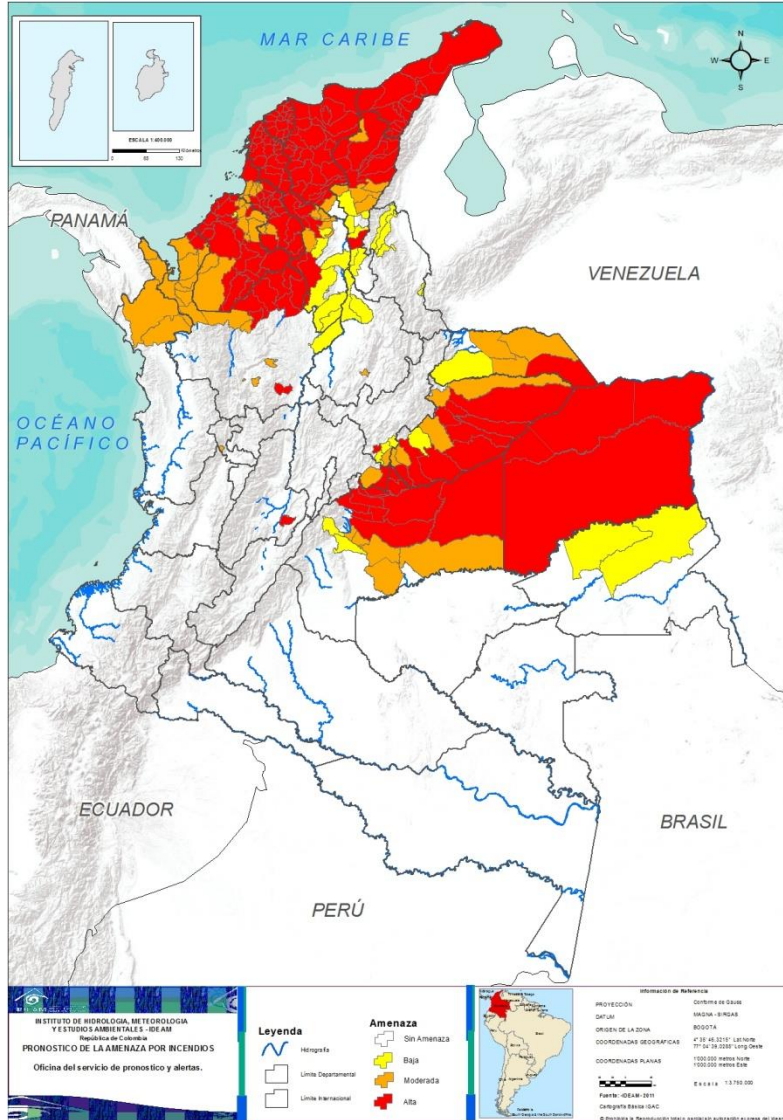 MAR CARIBE
N
W
E
S
ESCALA 1:400.000
PANAMÁ
VENEZUELA
OCÉANO
PACÍFICO
ECUADOR
BRASIL
PERÚ
INSTITUTO DE HIDROLOGIA, METEOROLOGIA
Y ESTUDIOS AMBIENTALES - IDEAM
República de Colombia
PRONOSTICO DE LA AMENAZA POR INCENDIOS
Oficina del servicio de pronostico y alertas.
Leyenda
Hidrografía
Límite Departamental
Límite Internacional
Amenaza
Sin Amenaza
Baja
Moderada
Alta
Información de Referencia
PROYECCIÓN
Conforme de Gauss
DATUM
MAGNA - SIRGAS
ORIGEN DE LA ZONA
BOGOTÁ
COORDENADAS GEOGRÁFICAS
COORDENADAS PLANAS
1'000.000 metros Norte
1'000.000 metros Este
Fuente: ©IDEAM - 2011
Cartografía Básica IGAC